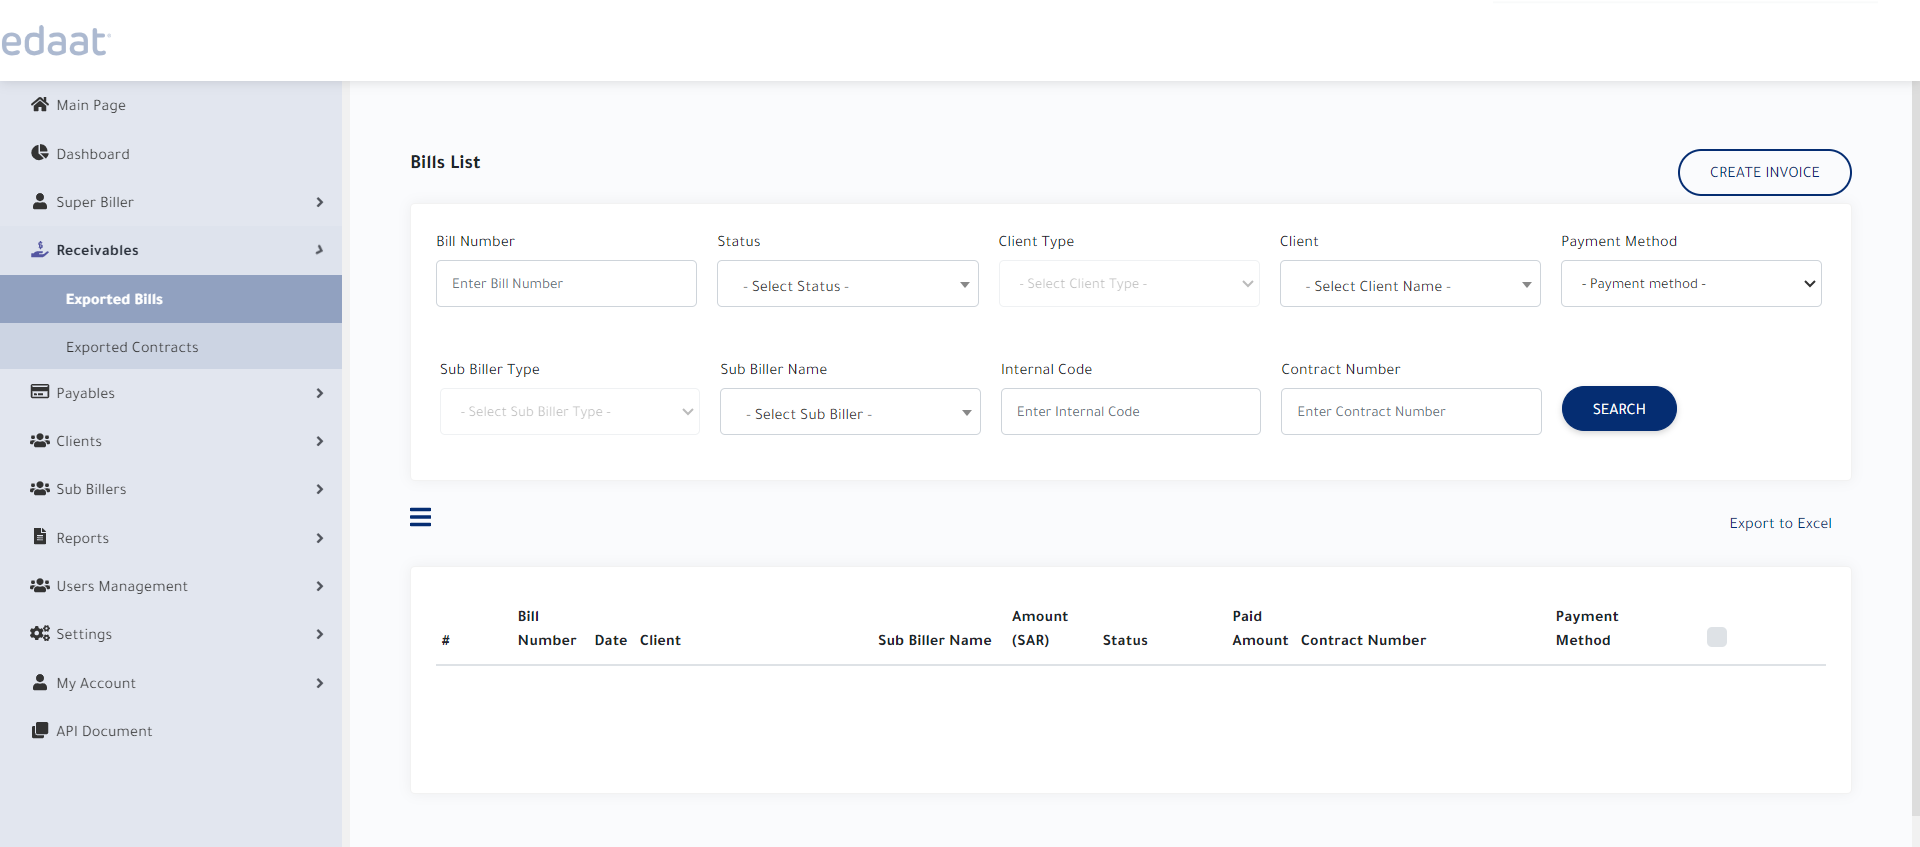 edaat
Main Page
Dashboard
Super Biller
Receivables
Exported Bills
Exported Contracts
Payables
Clients
Sub Billers
Reports
Users Management
Settings
My Account
API Document
Bills List
CREATE INVOICE
Bill Number
Status
Client Type
Client
Payment Method
Enter Bill Number
- Select Status -
- Select Client Type -
- Select Client Name -
- Payment method -
Sub Biller Type
Sub Biller Name
Internal Code
Contract Number
- Select Sub Biller Type -
- Select Sub Biller -
Enter Internal Code
Enter Contract Number
SEARCH
Export to Excel
#
Bill
Number
Date
Client
Sub Biller Name
Amount
(SAR)
Status
Paid
Amount
Contract Number
Payment
Method